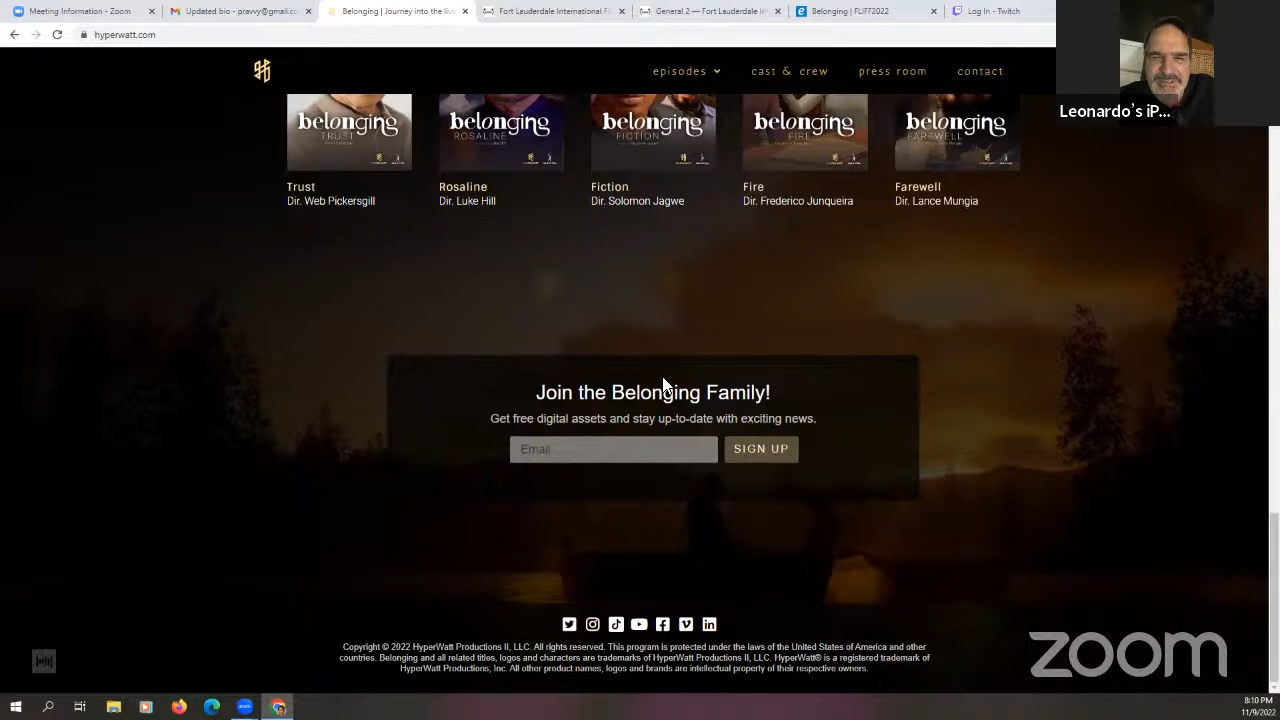 Meeting Information - Zoom
Updated bio - pravvy@gmail.co
Belonging | Journey into the live
Fort Lauderdale International Fi
General 2 — Fort Lauderdale In
Belonging | FLIFF2022
Log In - Twitch
hyperwatt.com
episodes
cast & crew
press room
contact
Leonardo’s iP...
belonging
TRUST
belonging
ROSALINE
belonging
FICTION
belonging
FIRE
belonging
FAREWELL
Trust
Dir. Web Pickersgill
Rosaline
Dir. Luke Hill
Fiction
Dir. Solomon Jagwe
Fire
Dir. Frederico Junqueira
Farewell
Dir. Lance Mungia
Join the Belonging Family!
Get free digital assets and stay up-to-date with exciting news.
Email
SIGN UP
Copyright © 2022 HyperWatt Productions II, LLC. All rights reserved. This program is protected under the laws of the United States of America and other
countries. Belonging and all related titles, logos and characters are trademarks of HyperWatt Productions II, LLC. HyperWatt® is a registered trademark of
HyperWatt Productions, Inc. All other product names, logos and brands are intellectual property of their respective owners.
zoom
8:10 PM
11/9/2022